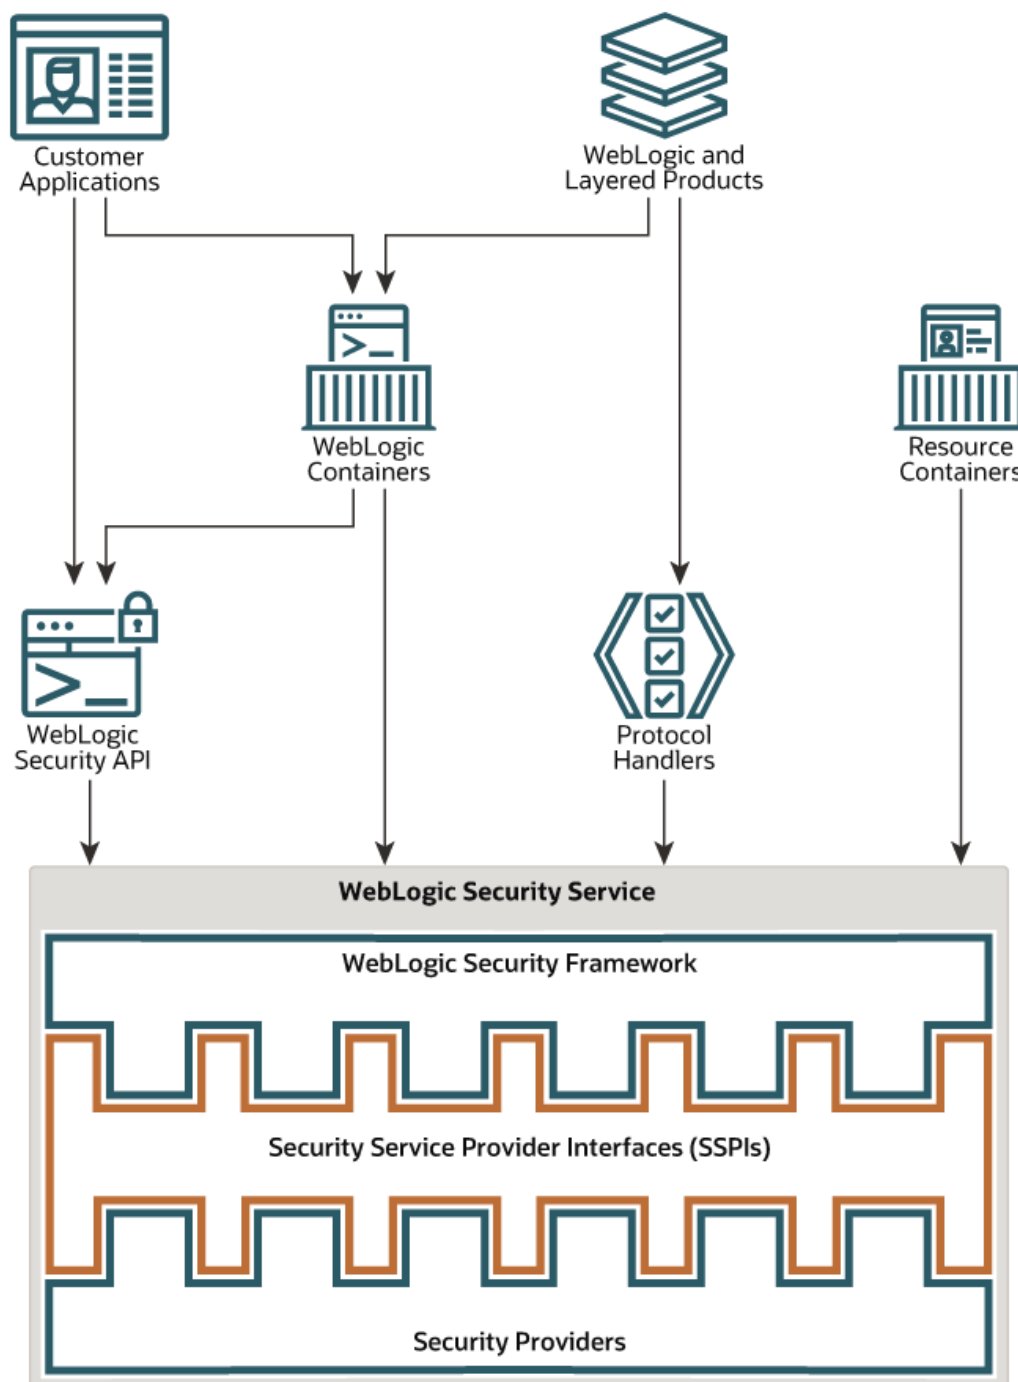 Customer
Applications
WebLogic and
Layered Products
WebLogic
Containers
Resource
Containers
WebLogic
Security API
Protocol
Handlers
WebLogic Security Service
WebLogic Security Framework
Security Service Provider Interfaces (SSPIs)
Security Providers